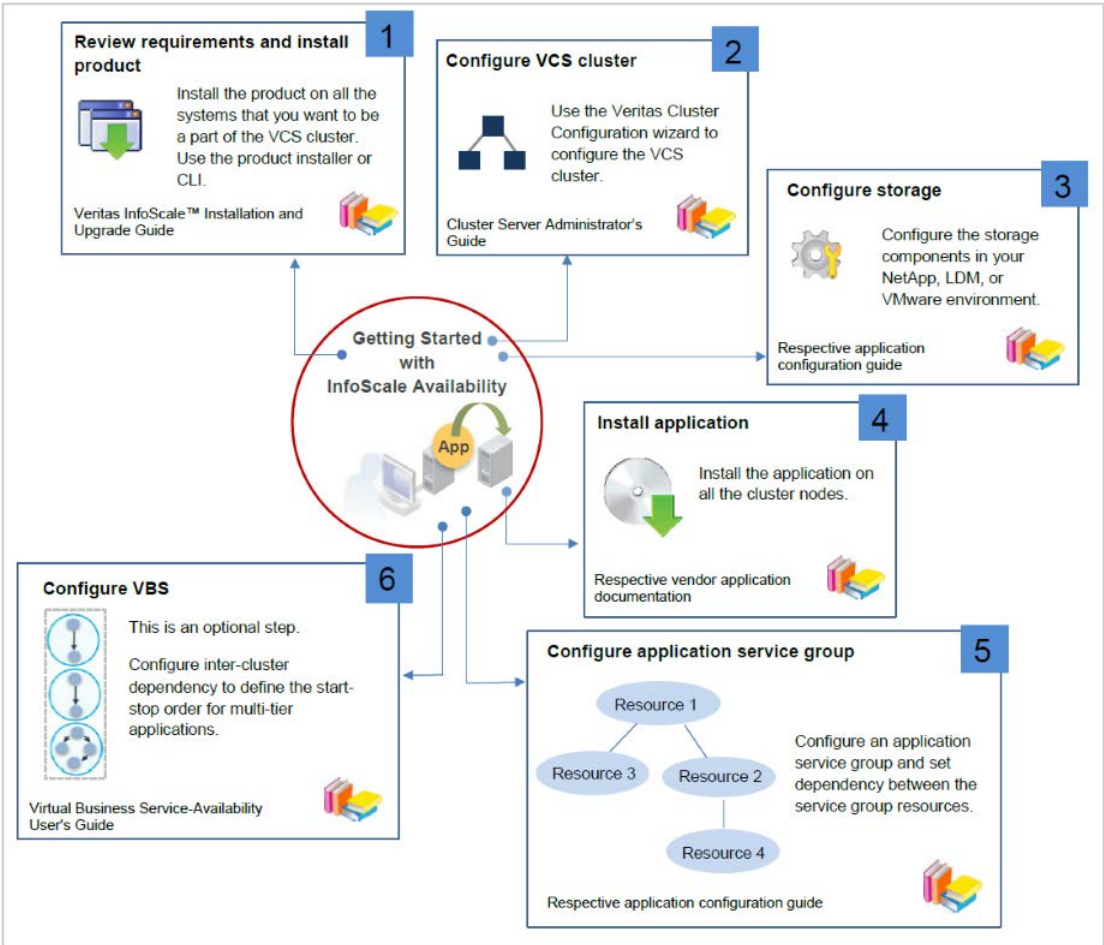 1
Review requirements and install
product
Install the product on all the
systems that you want to be
a part of the VCS cluster.
Use the product installer or
CLI.
Veritas InfoScale™ Installation and
Upgrade Guide
2
Configure VCS cluster
Use the Veritas Cluster
Configuration wizard to
configure the VCS
cluster.
Cluster Server Administrator's
Guide
3
Configure storage
Configure the storage
components in your
NetApp, LDM, or
VMware environment.
Respective application
configuration guide
Getting Started
with
InfoScale Availability
App
4
Install application
Install the application on
all the cluster nodes.
Respective vendor application
documentation
5
Configure application service group
Resource 1
Resource 3
Resource 2
Resource 4
Configure an application
service group and set
dependency between the
service group resources.
Respective application configuration guide
6
Configure VBS
This is an optional step.
Configure inter-cluster
dependency to define the start-
stop order for multi-tier
applications.
Virtual Business Service-Availability
User's Guide